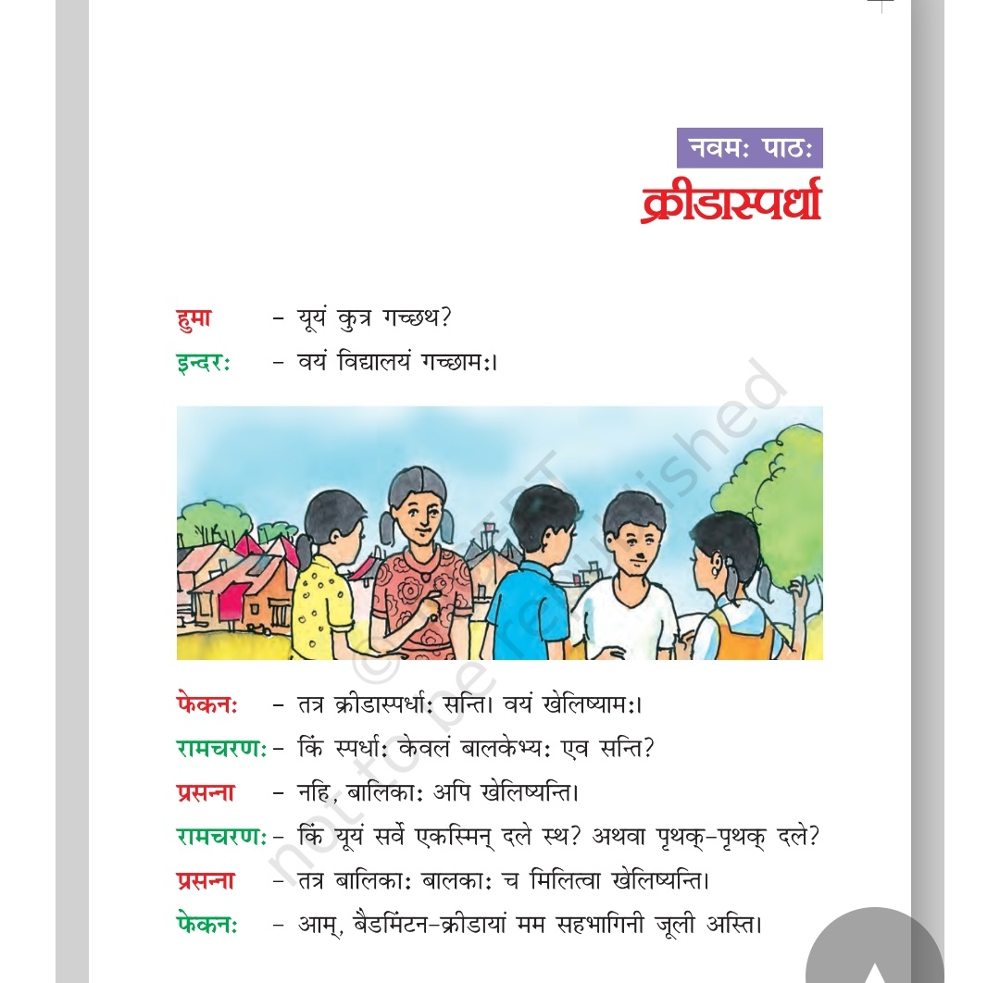 नवमः पाठः
क्रीडास्पर्धा
हुमा – यूयं कुत्र गच्छथ?
इन्दरः – वयं विद्यालयं गच्छामः।
फेकनः – तत्र क्रीडास्पर्धाः सन्ति। वयं खेलिष्यामः।
रामचरणः – किं स्पर्धाः केवलं बालकेभ्यः एव सन्ति?
प्रसन्ना – नहि, बालिकाः अपि खेलिष्यन्ति।
रामचरणः – किं यूयं सर्वे एकस्मिन् दले स्थ? अथवा पृथक्-पृथक् दले?
प्रसन्ना – तत्र बालिकाः बालकाः च मिलित्वा खेलिष्यन्ति।
फेकनः – आम्, बैडमिंटन-क्रीडायां मम सहभागिनी जूली अस्ति।
not to be republished